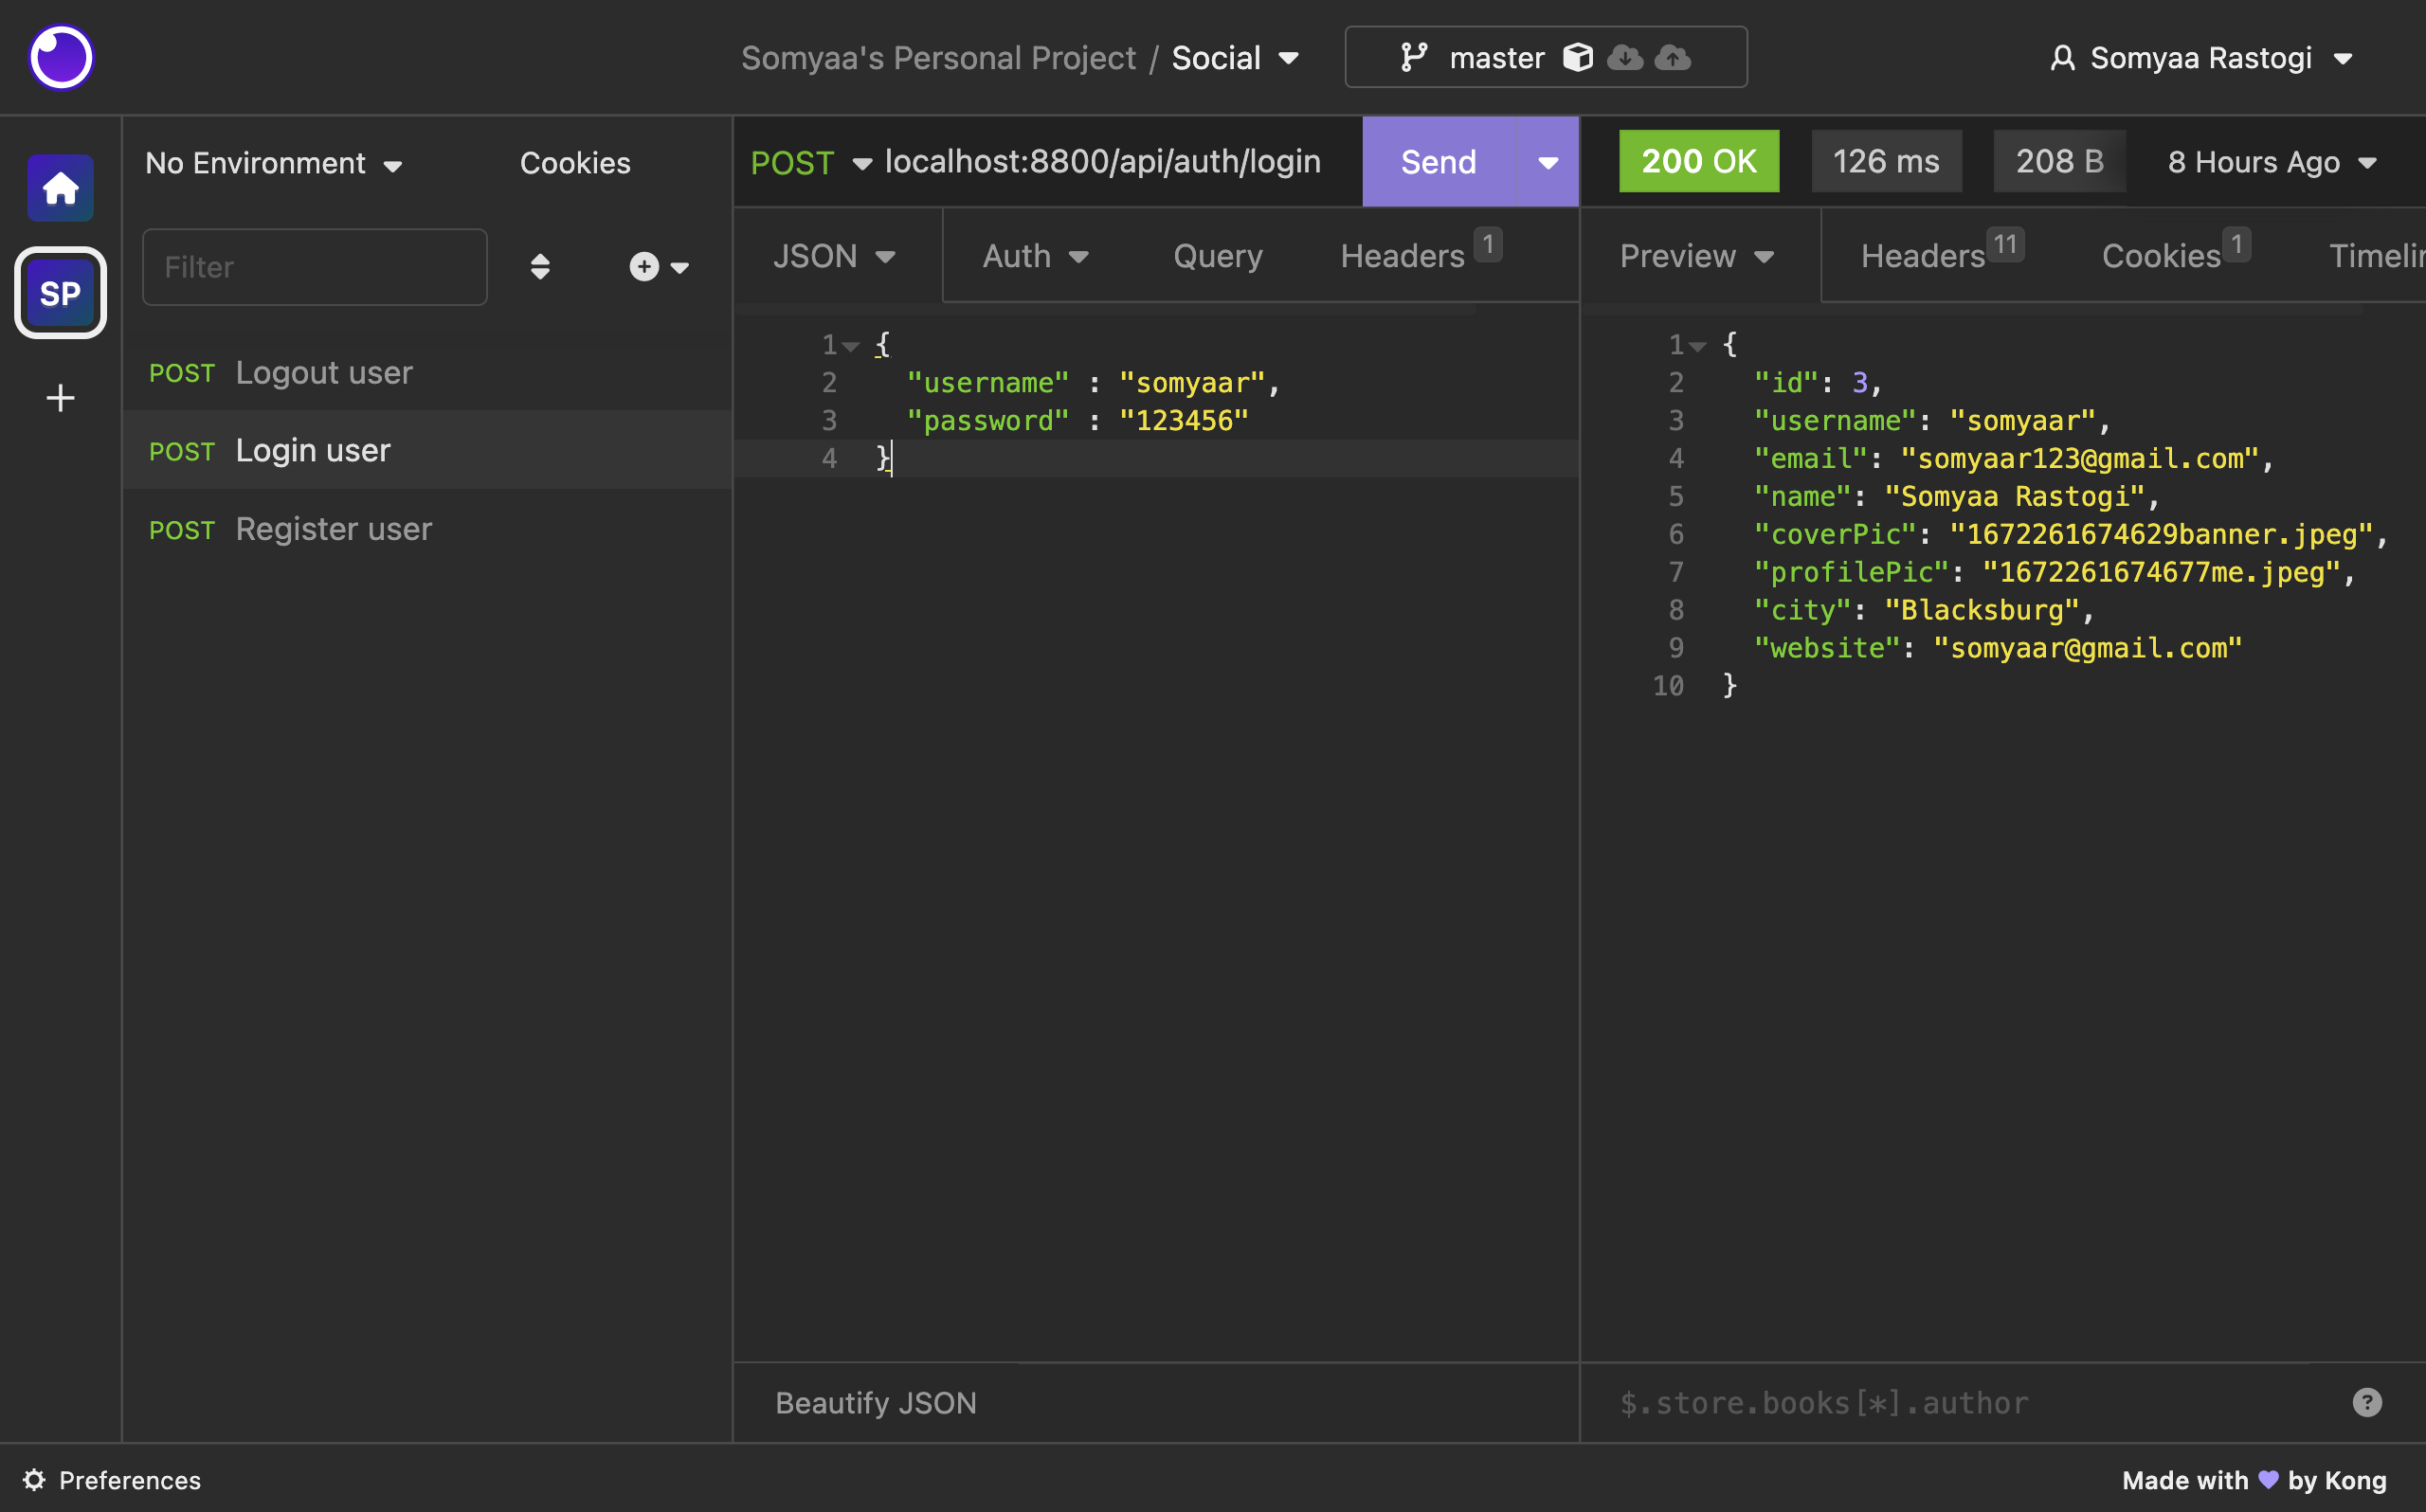 Somyaa's Personal Project / Social
master
Somyaa Rastogi
SP
No Environment
Cookies
Filter
POST Logout user
POST Login user
POST Register user
POST localhost:8800/api/auth/login
Send
JSON
Auth
Query
Headers 1
1 {
2 "username" : "somyaar",
3 "password" : "123456"
4 }
Beautify JSON
200 OK
126 ms
208 B
8 Hours Ago
Preview
Headers 11
Cookies 1
Timelin
1 {
2 "id": 3,
3 "username": "somyaar",
4 "email": "somyaar123@gmail.com",
5 "name": "Somyaa Rastogi",
6 "coverPic": "1672261674629banner.jpeg",
7 "profilePic": "1672261674677me.jpeg",
8 "city": "Blacksburg",
9 "website": "somyaar@gmail.com"
10 }
$.store.books[*].author
?
Preferences
Made with 💜 by Kong